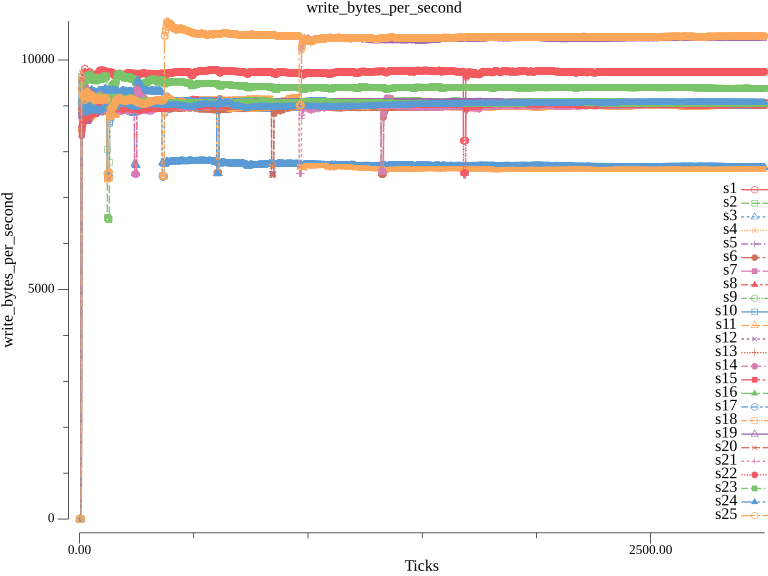 write_bytes_per_second
10000
5000
0
write_bytes_per_second
s1
s2
s3
s4
s5
s6
s7
s8
s9
s10
s11
s12
s13
s14
s15
s16
s17
s18
s19
s20
s21
s22
s23
s24
s25
0.00
2500.00
Ticks